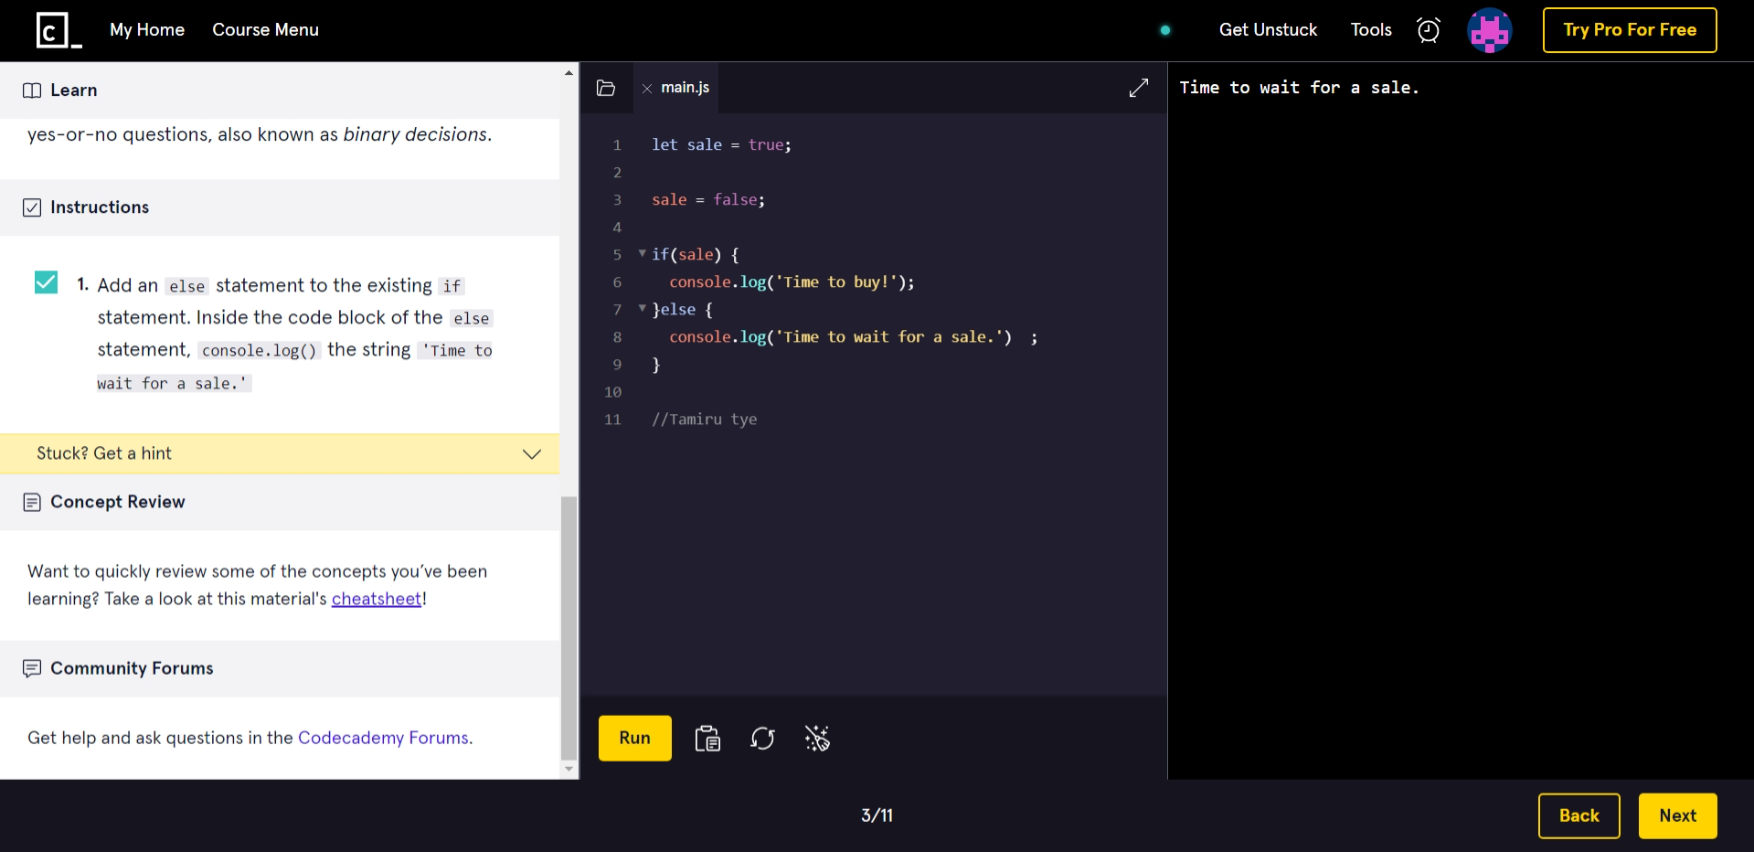 c_ My Home Course Menu Get Unstuck Tools Try Pro For Free
Learn
yes-or-no questions, also known as binary decisions.
Instructions
1. Add an else statement to the existing if
statement. Inside the code block of the else
statement, console.log() the string 'Time to
wait for a sale.'
Stuck? Get a hint
Concept Review
Want to quickly review some of the concepts you've been
learning? Take a look at this material's cheatsheet!
Community Forums
Get help and ask questions in the Codecademy Forums.
main.js
1 let sale = true;
2
3 sale = false;
4
5 if(sale) {
6 console.log('Time to buy!');
7 }else {
8 console.log('Time to wait for a sale.') ;
9 }
10
11 //Tamiru tye
Run
Time to wait for a sale.
3/11
Back Next